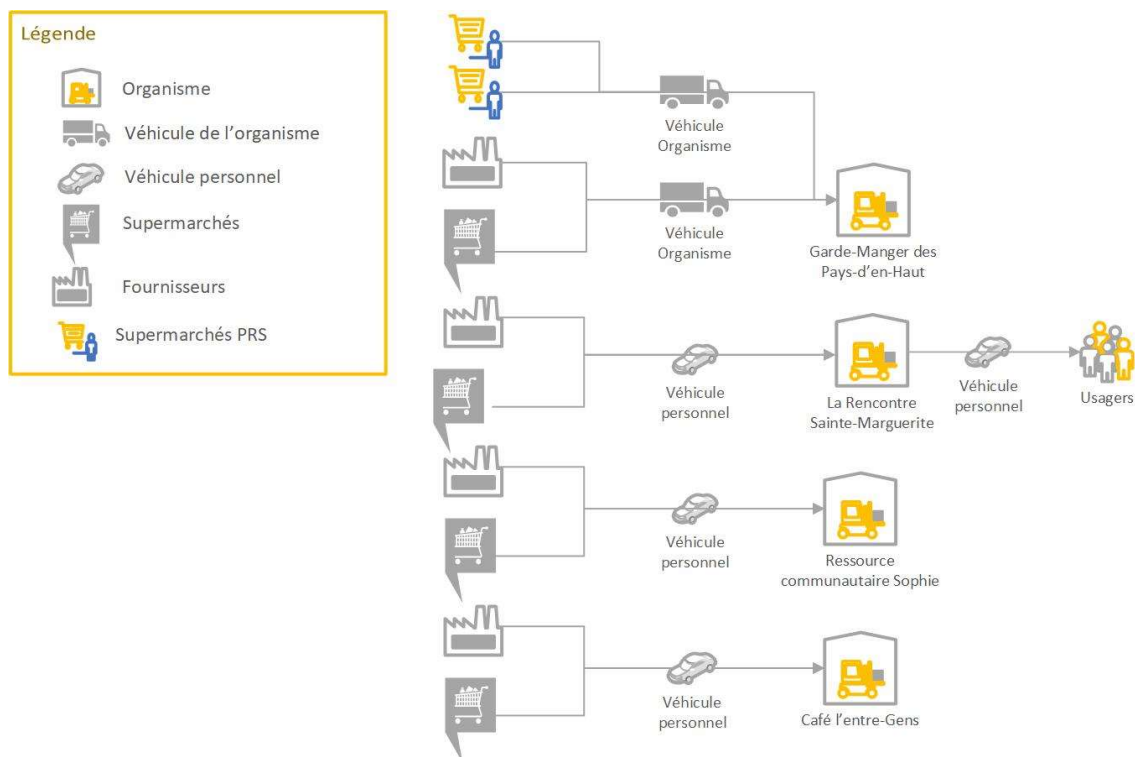 Légende
Organisme
Véhicule de l’organisme
Véhicule personnel
Supermarchés
Fournisseurs
Supermarchés PRS
Véhicule
Organisme
Véhicule
Organisme
Garde-Manger des
Pays-d’en-Haut
Véhicule
personnel
La Rencontre
Sainte-Marguerite
Véhicule
personnel
Usagers
Véhicule
personnel
Ressource
communautaire Sophie
Véhicule
personnel
Café l’entre-Gens